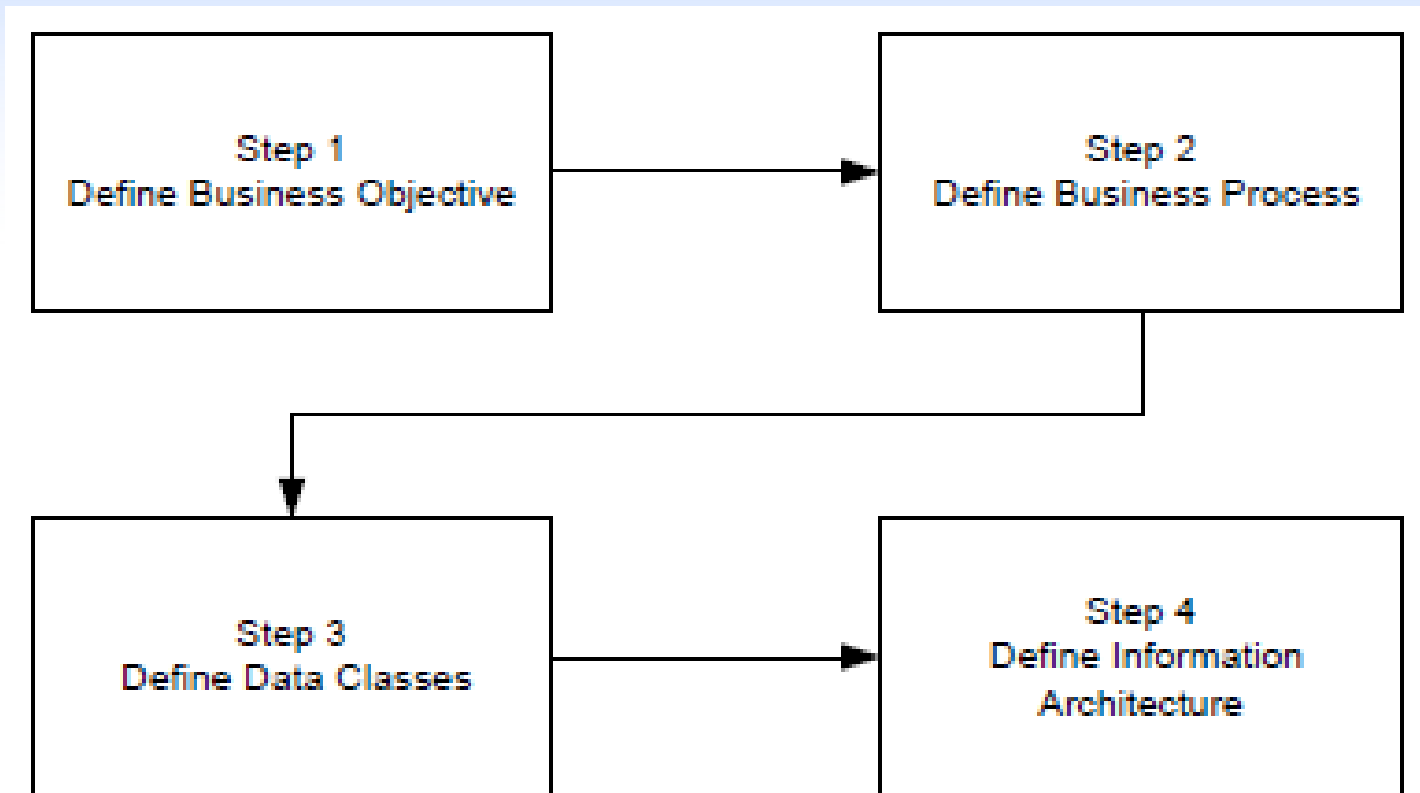 Step 1
Define Business Objective
Step 2
Define Business Process
Step 3
Define Data Classes
Step 4
Define Information
Architecture